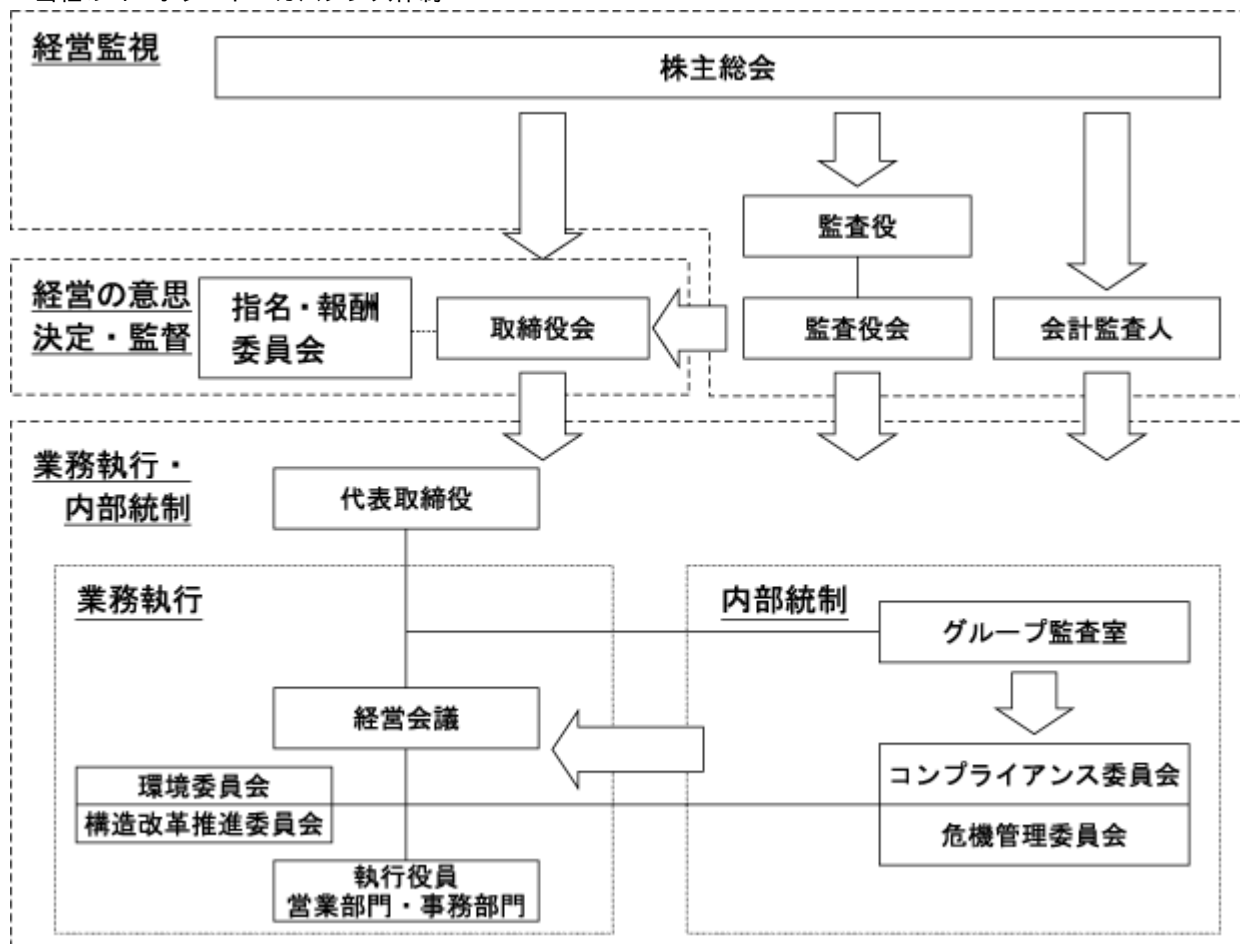 経営監視
株主総会
監査役
経営の意思
決定・監督
指名・報酬
委員会
取締役会
監査役会
会計監査人
業務執行・
内部統制
代表取締役
業務執行
内部統制
グループ監査室
経営会議
環境委員会
構造改革推進委員会
コンプライアンス委員会
危機管理委員会
執行役員
営業部門・事務部門